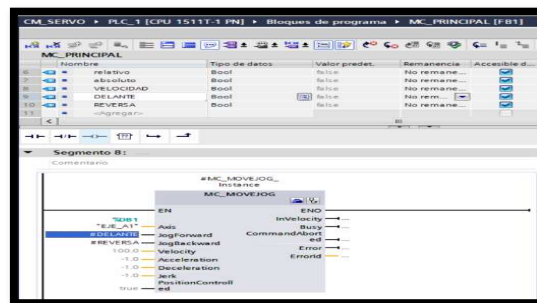 CM_SERVO ▸ PLC_1 [CPU 1511T-1 PN] ▸ Bloques de programa ▸ MC_PRINCIPAL [FB1]
MC_PRINCIPAL
Nombre Tipo de datos Valor predet. Remanencia Accesible d...
6 relativo Bool false No remane...
7 absoluto Bool false No remane...
8 VELOCIDAD Bool false No remane...
9 DELANTE Bool false No rem...
10 REVERSA Bool false No remane...
11 <Agregar>
Segmento 8:
Comentario
#MC_MOVEJOG_
Instance
MC_MOVEJOG
EN ENO
%DB1 InVelocity
"EJE_A1" Axis Busy
#DELANTE JogForward CommandAbort
ed
#REVERSA JogBackward
Error
100.0 Velocity
ErrorId
-1.0 Acceleration
-1.0 Deceleration
-1.0 Jerk
PositionControll
true ed